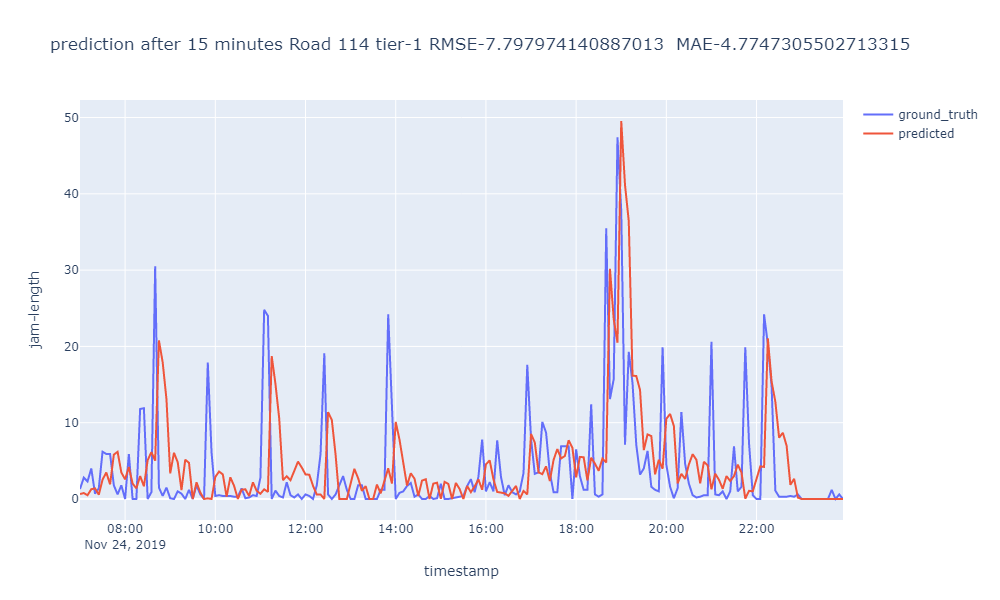 prediction after 15 minutes Road 114 tier-1 RMSE-7.797974140887013  MAE-4.7747305502713315
ground_truth
predicted
50
40
30
20
10
0
jam-length
08:00 10:00 12:00 14:00 16:00 18:00 20:00 22:00
Nov 24, 2019
timestamp